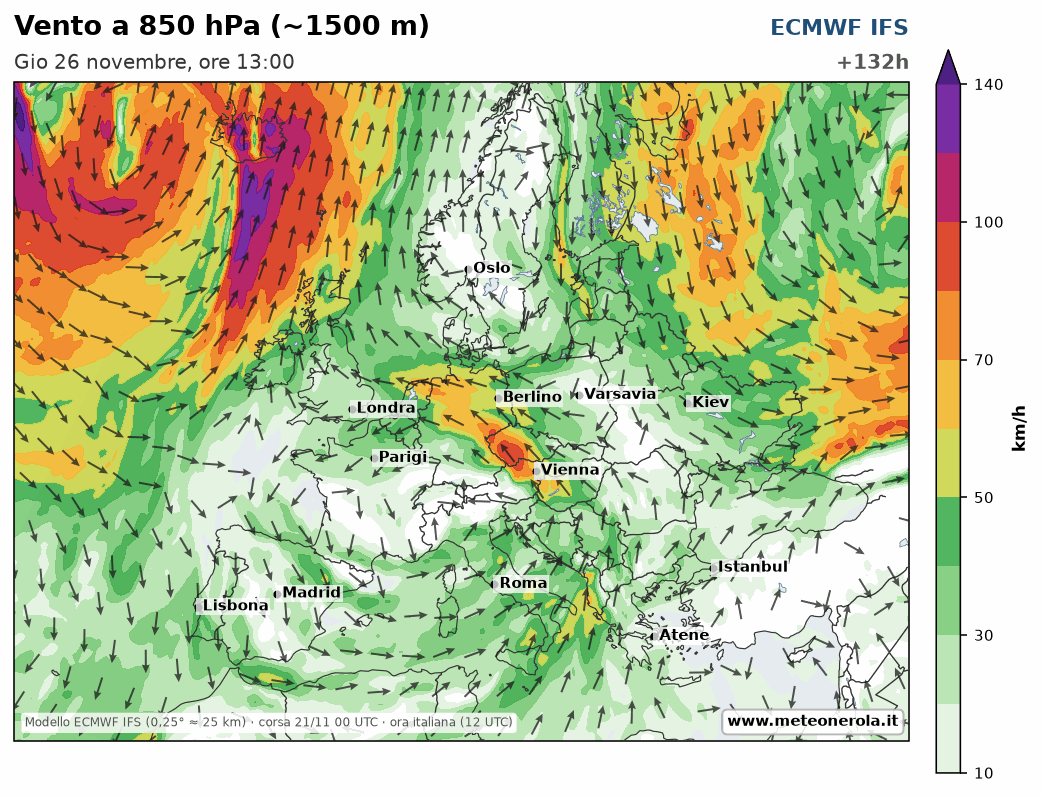 Vento a 850 hPa (~1500 m)
ECMWF IFS
Gio 26 novembre, ore 13:00
+132h
140
100
70
50
30
10
km/h
Oslo
Berlino
Varsavia
Kiev
Londra
Parigi
Vienna
Istanbul
Roma
Madrid
Lisbona
Atene
Modello ECMWF IFS (0,25° ≈ 25 km) · corsa 21/11 00 UTC · ora italiana (12 UTC)
www.meteonerola.it